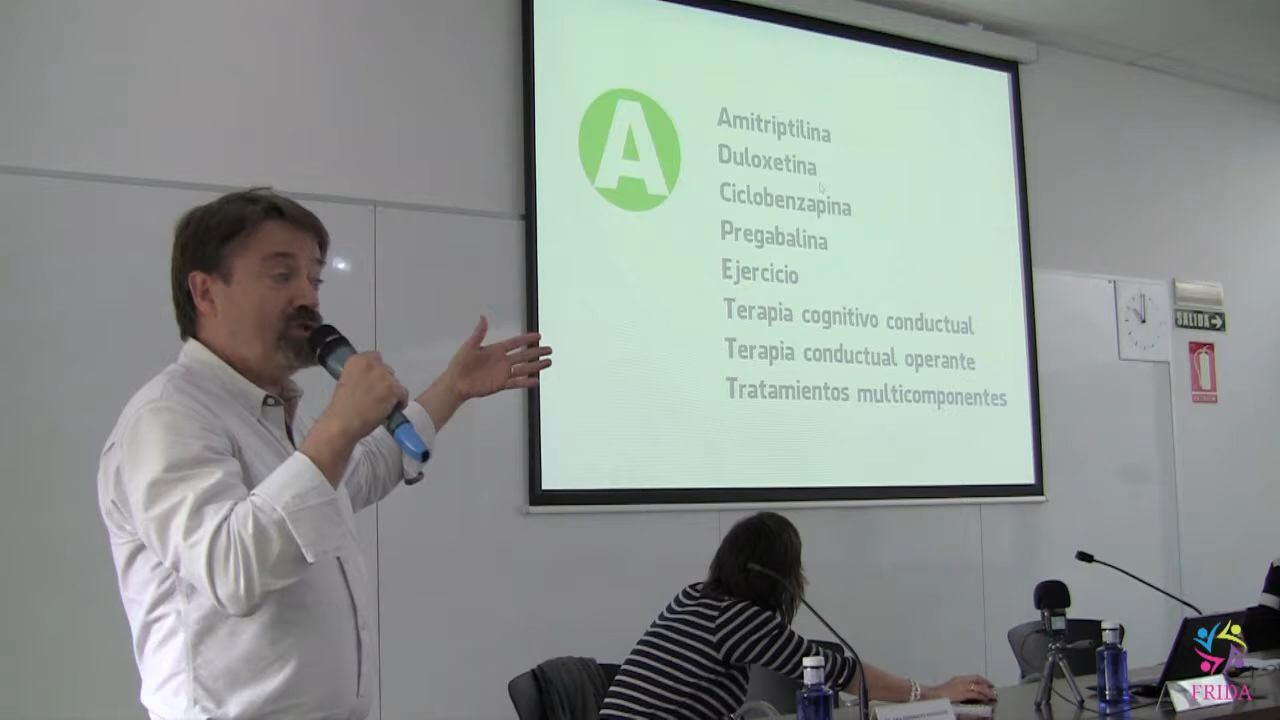 A
Amitriptilina
Duloxetina
Ciclobenzapina
Pregabalina
Ejercicio
Terapia cognitivo conductual
Terapia conductual operante
Tratamientos multicomponentes
SALIDA
FRIDA